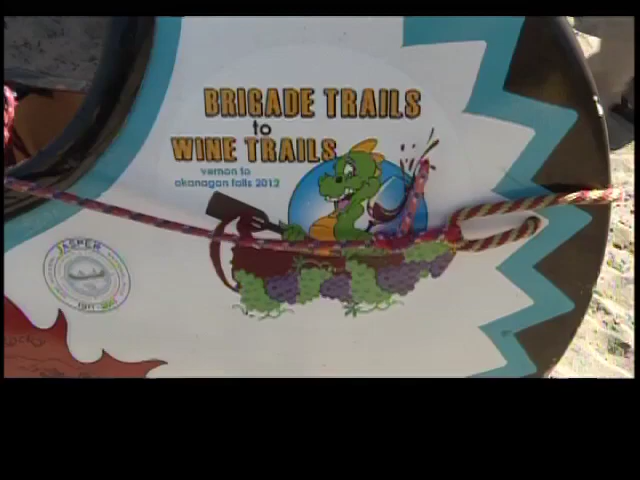 BRIGADE TRAILS
to
WINE TRAILS
vernon to
okanagan falls 2012
JASPER